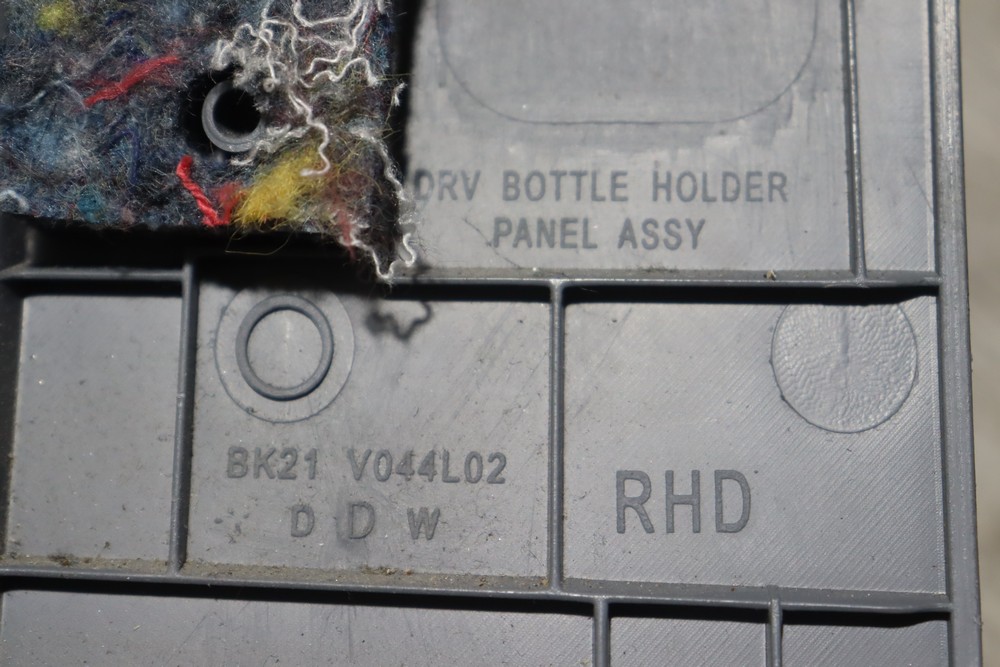 DRV BOTTLE HOLDER
PANEL ASSY
BK21 V044L02
D D W
RHD